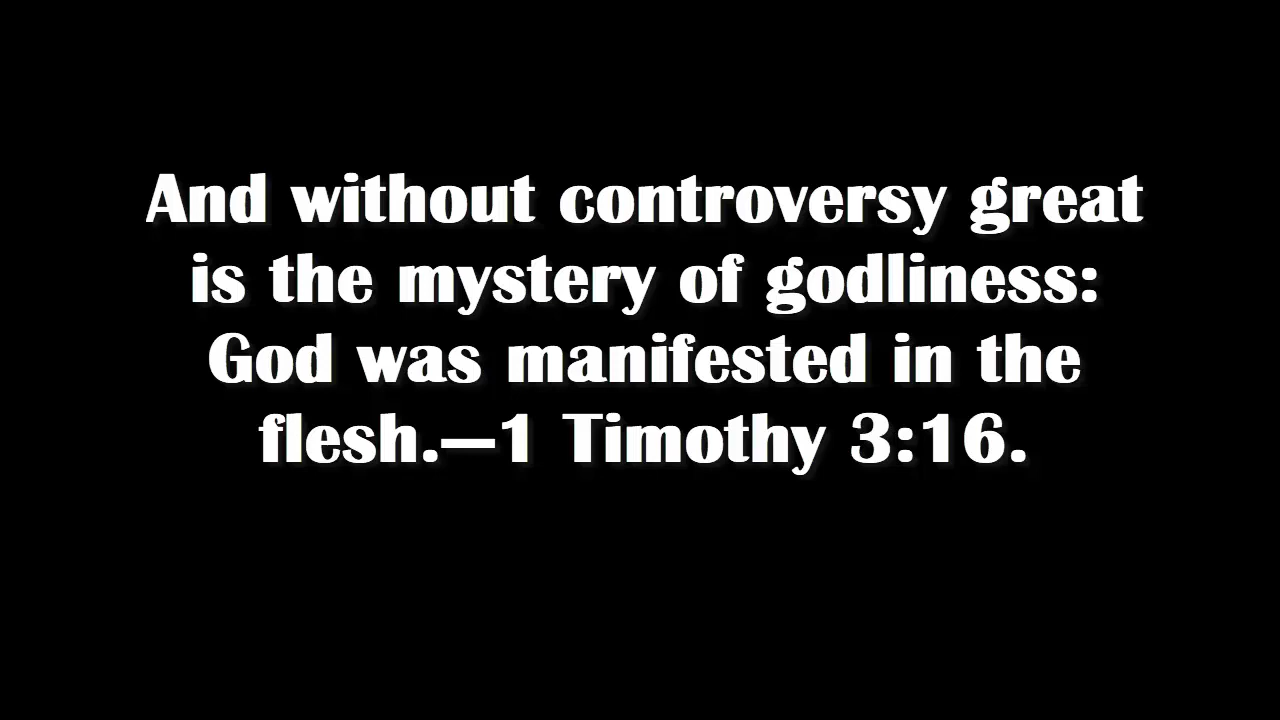 And without controversy great
is the mystery of godliness:
God was manifested in the
flesh.—1 Timothy 3:16.